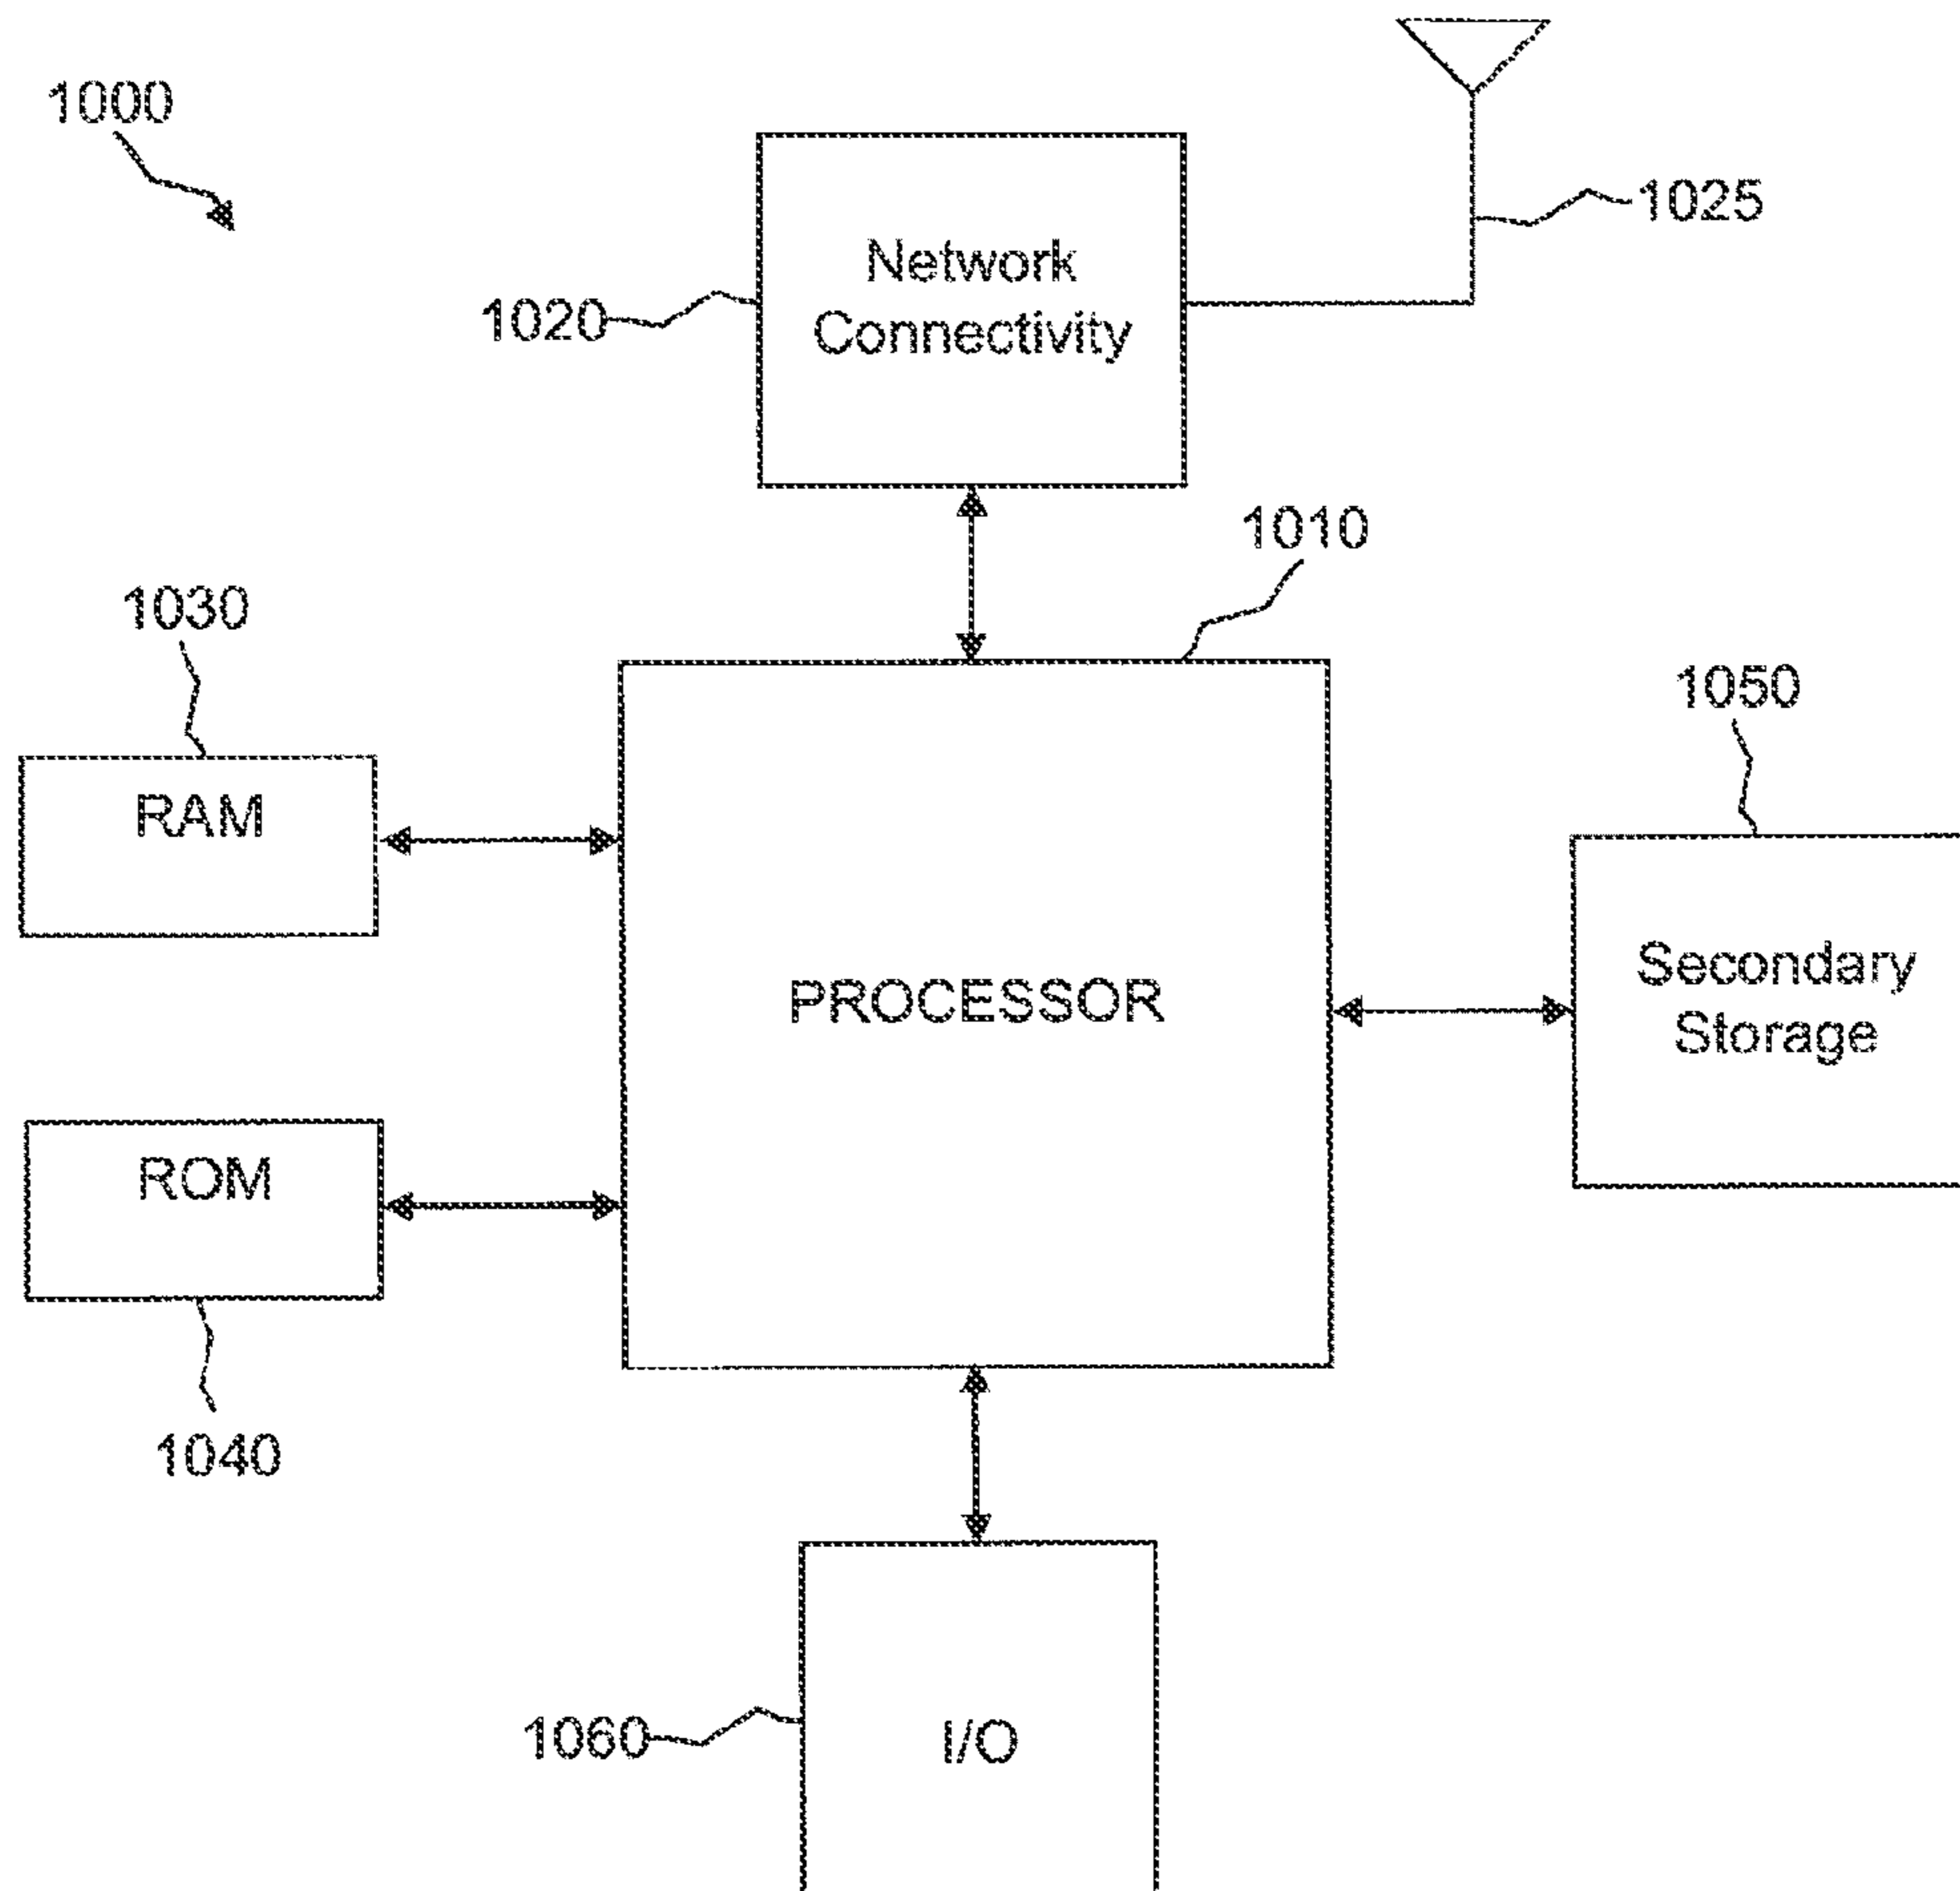 1000
1025
Network
Connectivity
1020
1010
1030
1050
RAM
Secondary
Storage
PROCESSOR
ROM
1040
1060
I/O